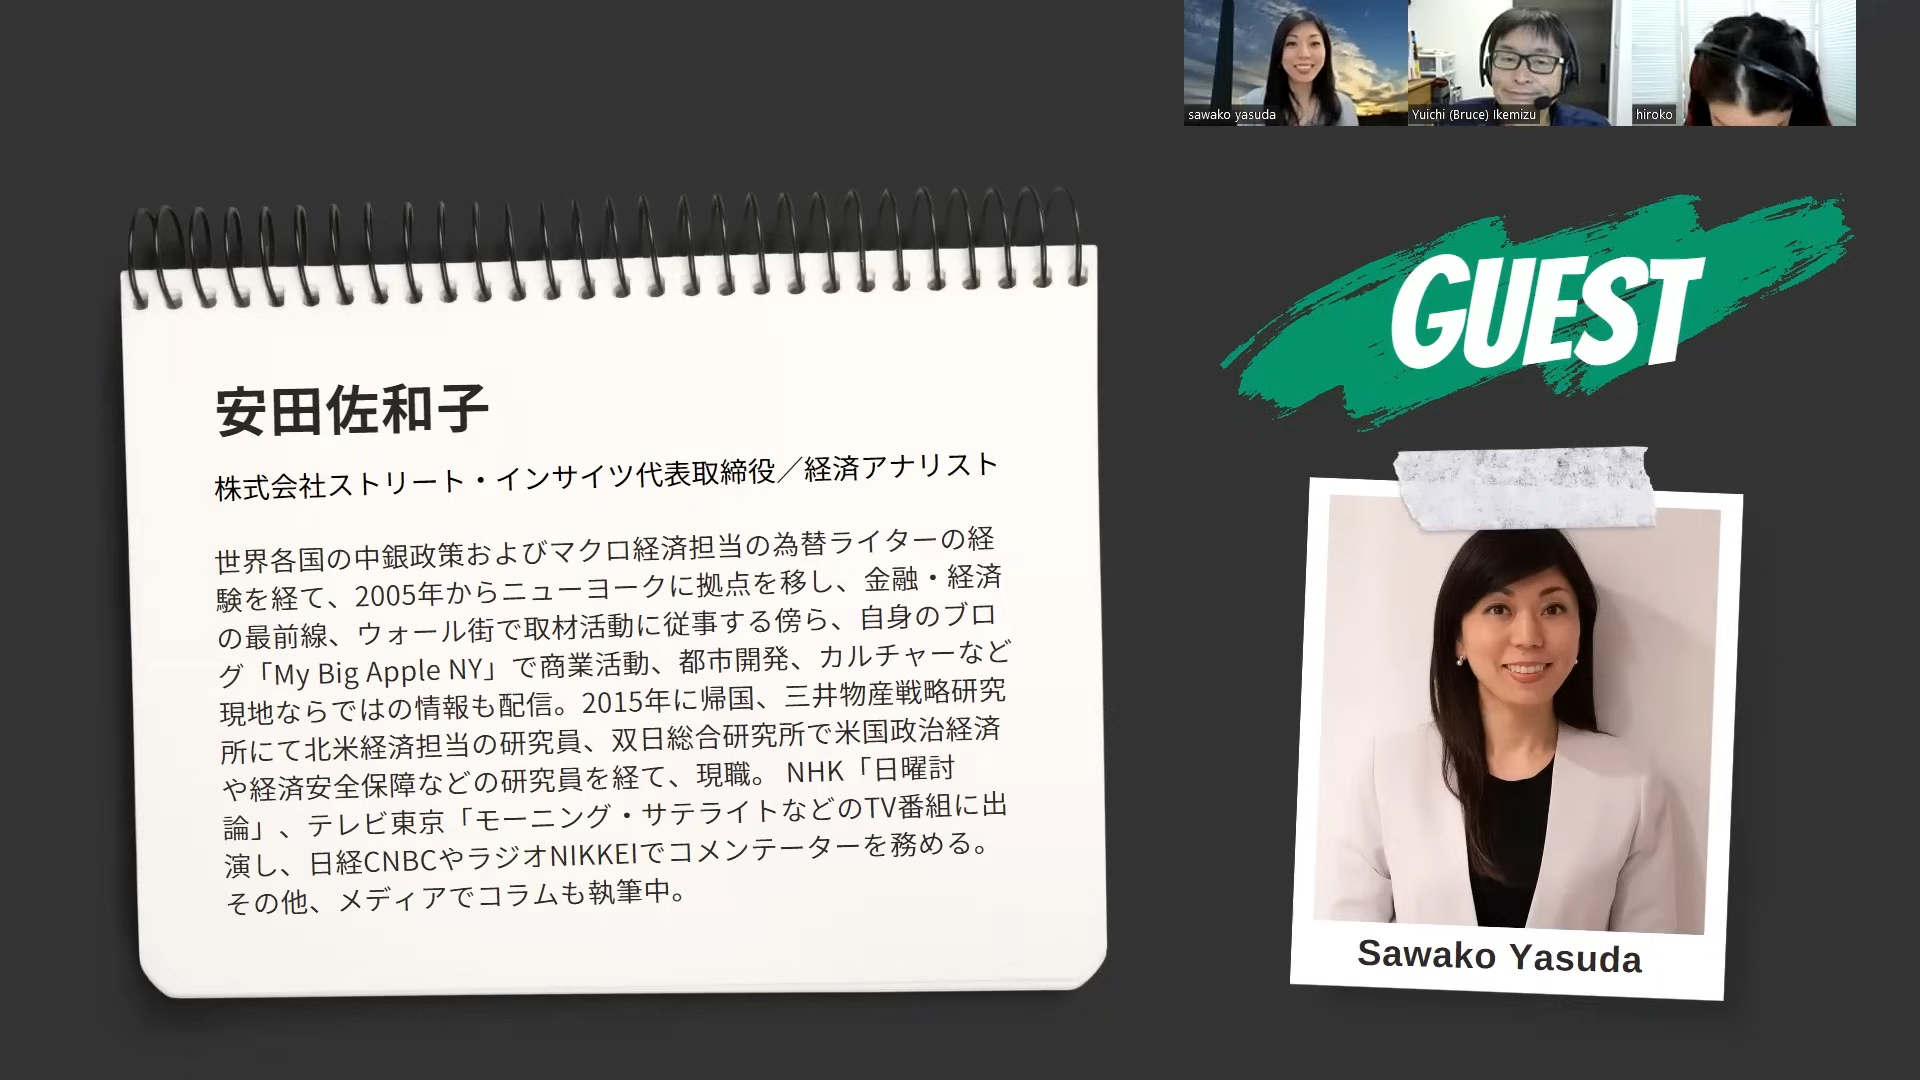 sawako yasuda
Yuichi (Bruce) Ikemizu
hiroko
GUEST
安田佐和子
株式会社ストリート・インサイツ代表取締役／経済アナリスト
世界各国の中銀政策およびマクロ経済担当の為替ライターの経
験を経て、2005年からニューヨークに拠点を移し、金融・経済
の最前線、ウォール街で取材活動に従事する傍ら、自身のブロ
グ「My Big Apple NY」で商業活動、都市開発、カルチャーなど
現地ならではの情報も配信。2015年に帰国、三井物産戦略研究
所にて北米経済担当の研究員、双日総合研究所で米国政治経済
や経済安全保障などの研究員を経て、現職。 NHK「日曜討
論」、テレビ東京「モーニング・サテライトなどのTV番組に出
演し、日経CNBCやラジオNIKKEIでコメンテーターを務める。
その他、メディアでコラムも執筆中。
Sawako Yasuda